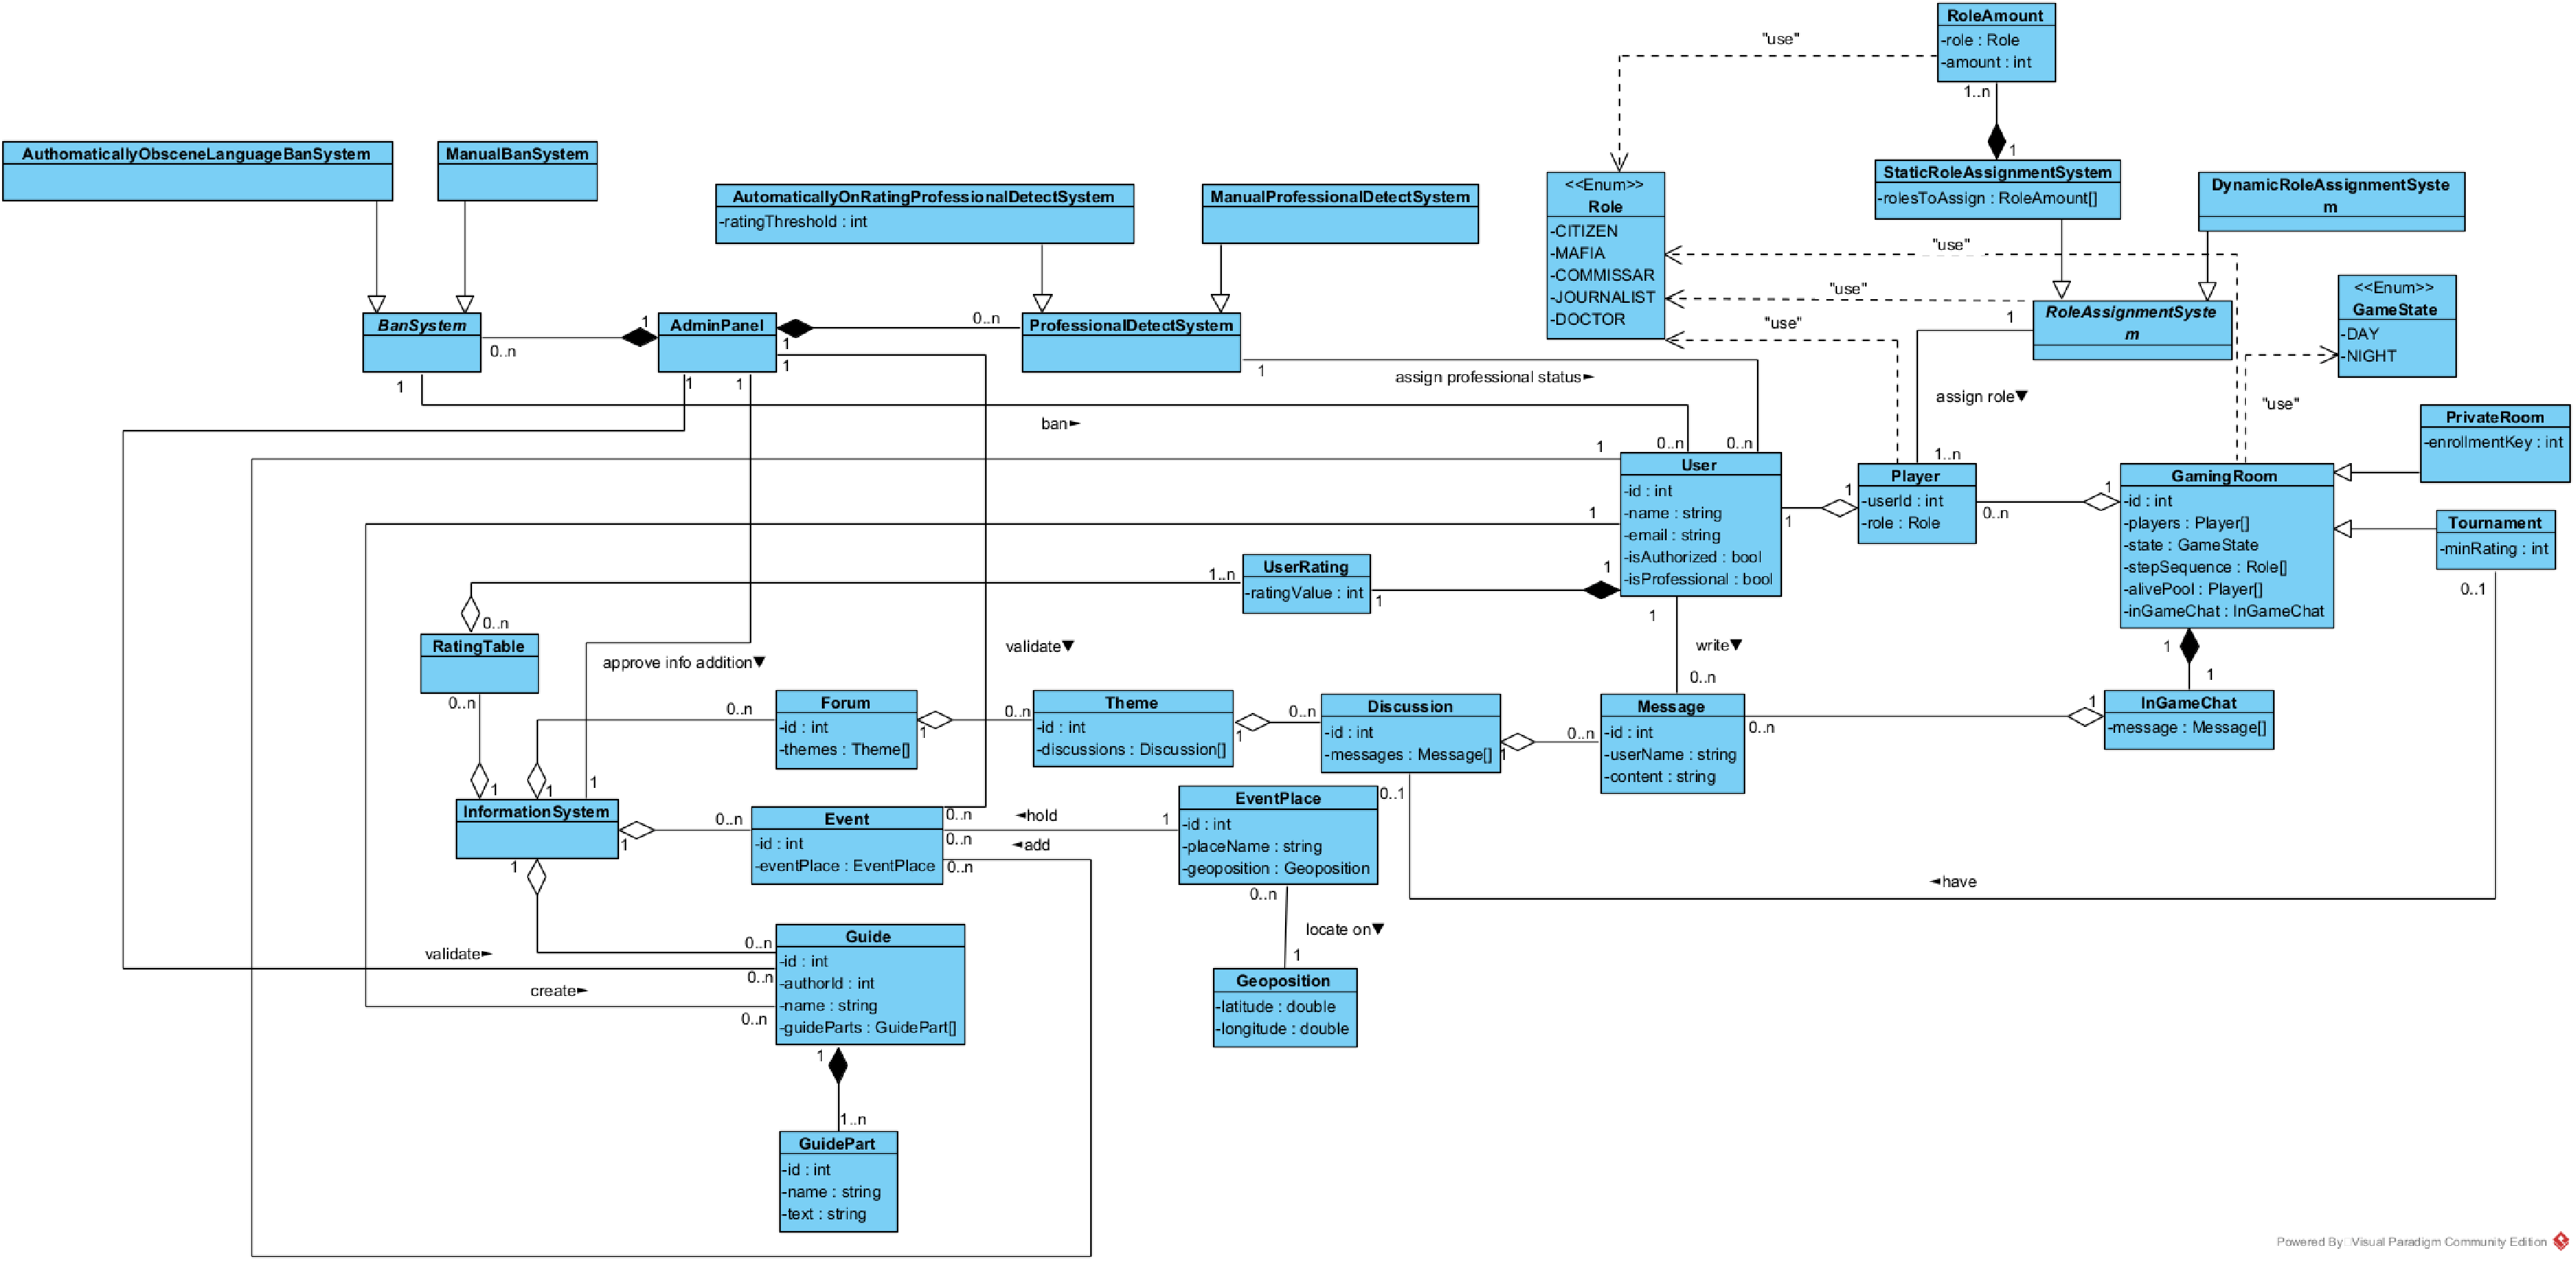 RoleAmount
-role : Role
-amount : int
"use"
1..n
1
AuthomaticallyObsceneLanguageBanSystem
ManualBanSystem
AutomaticallyOnRatingProfessionalDetectSystem
-ratingThreshold : int
ManualProfessionalDetectSystem
<<Enum>>
Role
-CITIZEN
-MAFIA
-COMMISSAR
-JOURNALIST
-DOCTOR
StaticRoleAssignmentSystem
-rolesToAssign : RoleAmount[]
DynamicRoleAssignmentSyste
m
"use"
"use"
"use"
1
RoleAssignmentSyste
m
<<Enum>>
GameState
-DAY
-NIGHT
"use"
BanSystem
0..n
1
AdminPanel
1
0..n
ProfessionalDetectSystem
1
1
1
1
1
assign professional status►
assign role▼
ban►
1
0..n
0..n
1..n
PrivateRoom
-enrollmentKey : int
User
-id : int
-name : string
-email : string
-isAuthorized : bool
-isProfessional : bool
1
1
1
1
Player
-userId : int
-role : Role
0..n
1
GamingRoom
-id : int
-players : Player[]
-state : GameState
-stepSequence : Role[]
-alivePool : Player[]
-inGameChat : InGameChat
Tournament
-minRating : int
0..1
UserRating
-ratingValue : int
1..n
1
0..n
RatingTable
0..n
approve info addition▼
validate▼
1
write▼
0..n
1
1
Forum
-id : int
-themes : Theme[]
0..n
1
0..n
Theme
-id : int
-discussions : Discussion[]
1
0..n
Discussion
-id : int
-messages : Message[]
1
0..n
Message
-id : int
-userName : string
-content : string
0..n
1
InGameChat
-message : Message[]
1
1
1
InformationSystem
1
0..n
Event
-id : int
-eventPlace : EventPlace
0..n
0..n
0..n
◄hold
◄add
1
EventPlace
-id : int
-placeName : string
-geoposition : Geoposition
0..1
◄have
0..n
locate on▼
1
Geoposition
-latitude : double
-longitude : double
1
0..n
validate►
0..n
create►
0..n
Guide
-id : int
-authorId : int
-name : string
-guideParts : GuidePart[]
1
1..n
GuidePart
-id : int
-name : string
-text : string
Powered By Visual Paradigm Community Edition